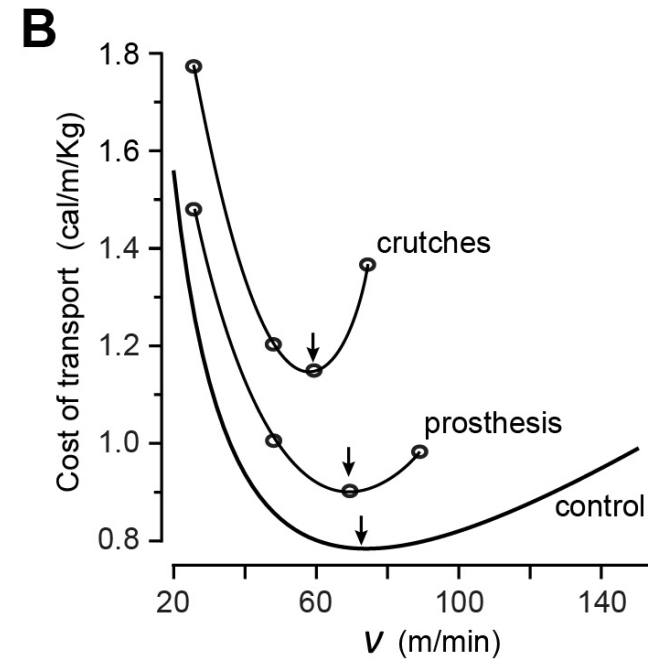 B
1.8
1.6
1.4
1.2
1.0
0.8
Cost of transport (cal/m/Kg)
crutches
prosthesis
control
20 60 100 140
v (m/min)